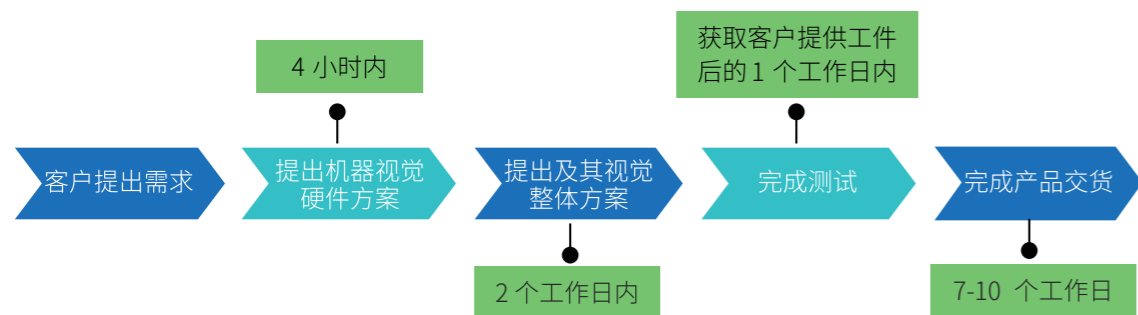 4 小时内
获取客户提供工件
后的 1 个工作日内
客户提出需求
提出机器视觉
硬件方案
提出及其视觉
整体方案
完成测试
完成产品交货
2 个工作日内
7-10 个工作日